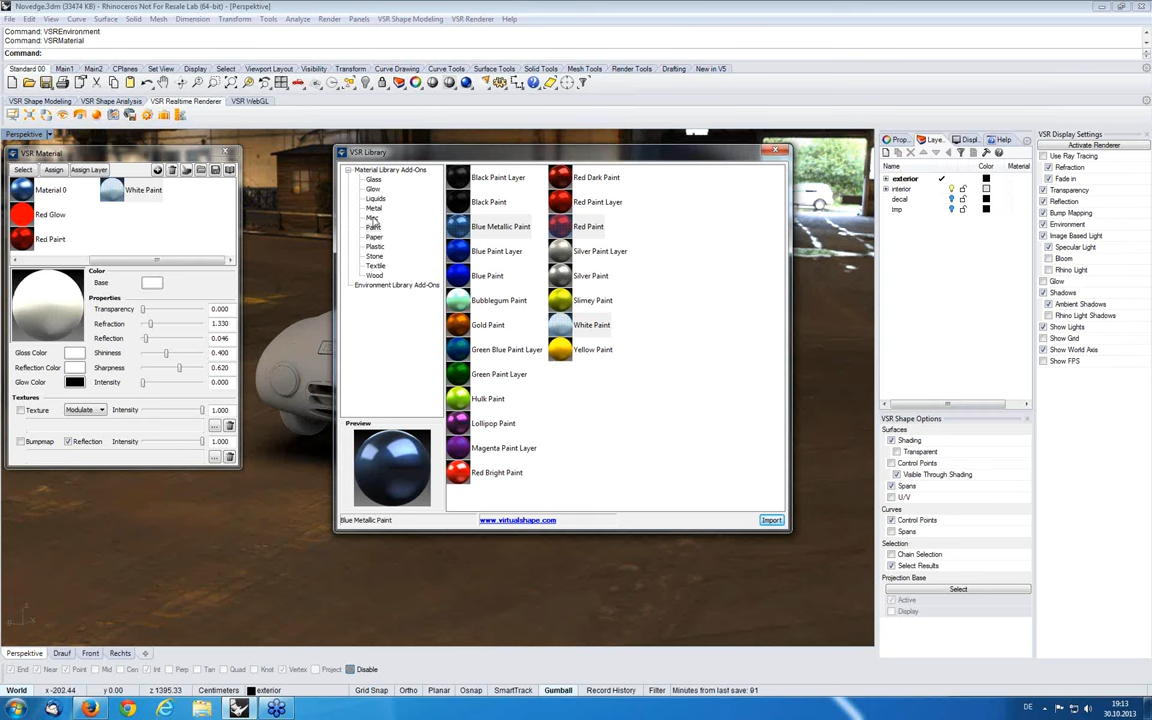 Novedge.3dm (33474 KB) - Rhinoceros Not For Resale Lab (64-bit) - [Perspektive]
File Edit View Curve Surface Solid Mesh Dimension Transform Tools Analyze Render Panels VSR Shape Modeling VSR Renderer Help
Command: VSREnvironment
Command: VSRMaterial
Command:
Standard 00 Main1 Main2 CPlanes Set View Display Select Viewport Layout Visibility Transform Curve Drawing Curve Tools Surface Tools Solid Tools Mesh Tools Render Tools Drafting New in V5
VSR Shape Modeling VSR Shape Analysis VSR Realtime Renderer VSR WebGL
Perspektive
VSR Material
Select Assign Assign Layer
Material 0 White Paint
Red Glow
Red Paint
Color
Base
Properties
Transparency 0.000
Refraction 1.330
Reflection 0.046
Gloss Color Shininess 0.400
Reflection Color Sharpness 0.620
Glow Color Intensity 0.000
Textures
Texture Modulate Intensity 1.000
...
Bumpmap Reflection Intensity 1.000
...
VSR Library
Material Library Add-Ons
Glass
Glow
Liquids
Metal
Paper
Plastic
Stone
Textile
Wood
Environment Library Add-Ons
Preview
Blue Metallic Paint
Black Paint Layer
Black Paint
Blue Metallic Paint
Blue Paint Layer
Blue Paint
Bubblegum Paint
Gold Paint
Green Blue Paint Layer
Green Paint Layer
Hulk Paint
Lollipop Paint
Magenta Paint Layer
Red Bright Paint
Red Dark Paint
Red Paint Layer
Red Paint
Silver Paint Layer
Silver Paint
Slimey Paint
White Paint
Yellow Paint
www.virtualshape.com
Import
Prop... Laye... Displ... Help
Name Color Material
exterior
interior
decal
tmp
VSR Shape Options
Surfaces
Shading
Transparent
Control Points
Visible Through Shading
Spans
U/V
Curves
Control Points
Spans
Selection
Chain Selection
Select Results
Projection Base
Select
Active
Display
VSR Display Settings
Activate Renderer
Use Ray Tracing
Refraction
Fade in
Transparency
Reflection
Bump Mapping
Environment
Image Based Light
Specular Light
Bloom
Rhino Light
Glow
Shadows
Ambient Shadows
Rhino Light Shadows
Show Lights
Show Grid
Show World Axis
Show FPS
Perspektive Drauf Front Rechts
End Near Point Mid Cen Int Perp Tan Quad Knot Vertex Project Disable
World x -202.44 y 0.00 z 1395.33 Centimeters exterior Grid Snap Ortho Planar Osnap SmartTrack Gumball Record History Filter Minutes from last save: 91
DE 19:13
30.10.2013